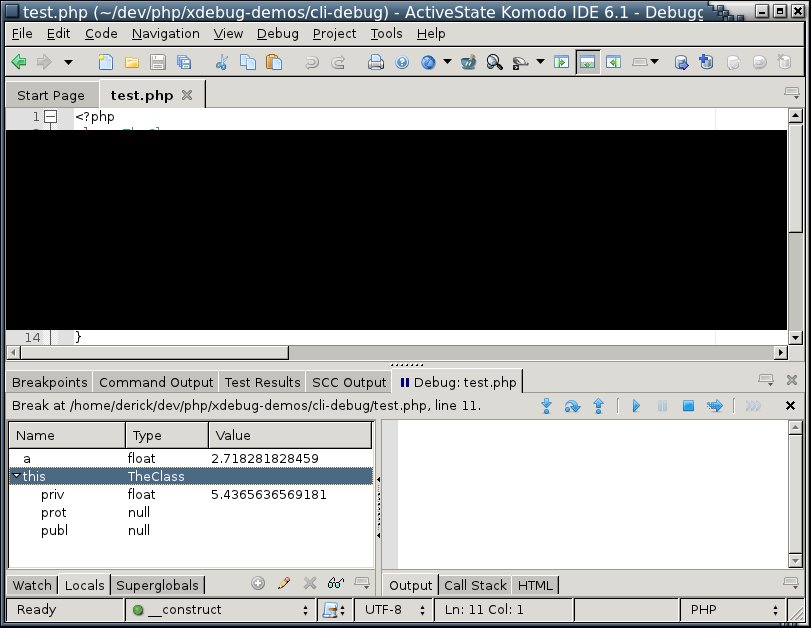 test.php (~/dev/php/xdebug-demos/cli-debug) - ActiveState Komodo IDE 6.1 - Debugg
File Edit Code Navigation View Debug Project Tools Help
Start Page test.php
1 <?php
14 }
Breakpoints Command Output Test Results SCC Output Debug: test.php
Break at /home/derick/dev/php/xdebug-demos/cli-debug/test.php, line 11.
Name Type Value
a float 2.718281828459
this TheClass
priv float 5.4365636569181
prot null
publ null
Watch Locals Superglobals Output Call Stack HTML
Ready __construct UTF-8 Ln: 11 Col: 1 PHP